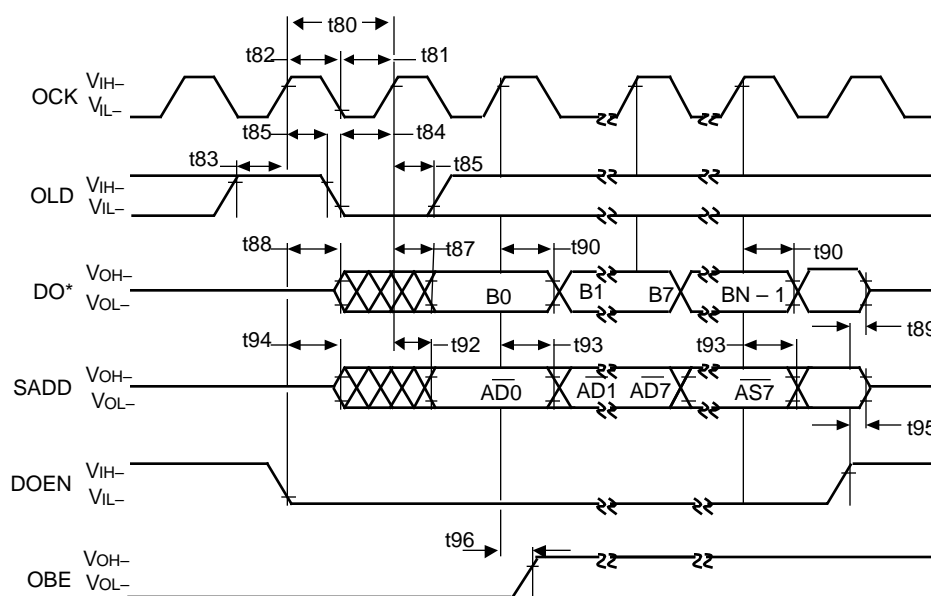 t80
t82 t81
OCK VIH– VIL–
t85 t84
t83 t85
OLD VIH– VIL–
t88 t87 t90 t90
DO* VOH– VOL–
B0 B1 B7 BN – 1
t89
t94 t92 t93 t93
SADD VOH– VOL–
AD0 AD1 AD7 AS7
t95
DOEN VIH– VIL–
t96
OBE VOH– VOL–